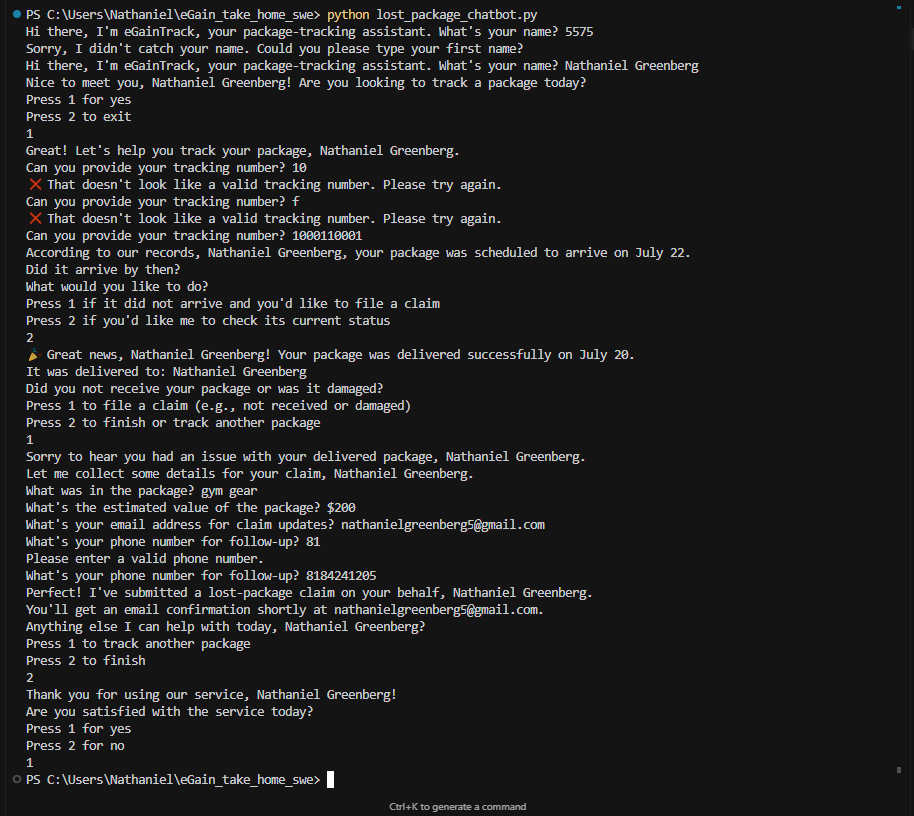 PS C:\Users\Nathaniel\eGain_take_home_swe> python lost_package_chatbot.py
Hi there, I'm eGainTrack, your package-tracking assistant. What's your name? 5575
Sorry, I didn't catch your name. Could you please type your first name?
Hi there, I'm eGainTrack, your package-tracking assistant. What's your name? Nathaniel Greenberg
Nice to meet you, Nathaniel Greenberg! Are you looking to track a package today?
Press 1 for yes
Press 2 to exit
1
Great! Let's help you track your package, Nathaniel Greenberg.
Can you provide your tracking number? 10
❌ That doesn't look like a valid tracking number. Please try again.
Can you provide your tracking number? f
❌ That doesn't look like a valid tracking number. Please try again.
Can you provide your tracking number? 1000110001
According to our records, Nathaniel Greenberg, your package was scheduled to arrive on July 22.
Did it arrive by then?
What would you like to do?
Press 1 if it did not arrive and you'd like to file a claim
Press 2 if you'd like me to check its current status
2
🎉 Great news, Nathaniel Greenberg! Your package was delivered successfully on July 20.
It was delivered to: Nathaniel Greenberg
Did you not receive your package or was it damaged?
Press 1 to file a claim (e.g., not received or damaged)
Press 2 to finish or track another package
1
Sorry to hear you had an issue with your delivered package, Nathaniel Greenberg.
Let me collect some details for your claim, Nathaniel Greenberg.
What was in the package? gym gear
What's the estimated value of the package? $200
What's your email address for claim updates? nathanielgreenberg5@gmail.com
What's your phone number for follow-up? 81
Please enter a valid phone number.
What's your phone number for follow-up? 8184241205
Perfect! I've submitted a lost-package claim on your behalf, Nathaniel Greenberg.
You'll get an email confirmation shortly at nathanielgreenberg5@gmail.com.
Anything else I can help with today, Nathaniel Greenberg?
Press 1 to track another package
Press 2 to finish
2
Thank you for using our service, Nathaniel Greenberg!
Are you satisfied with the service today?
Press 1 for yes
Press 2 for no
1
PS C:\Users\Nathaniel\eGain_take_home_swe>
Ctrl+K to generate a command